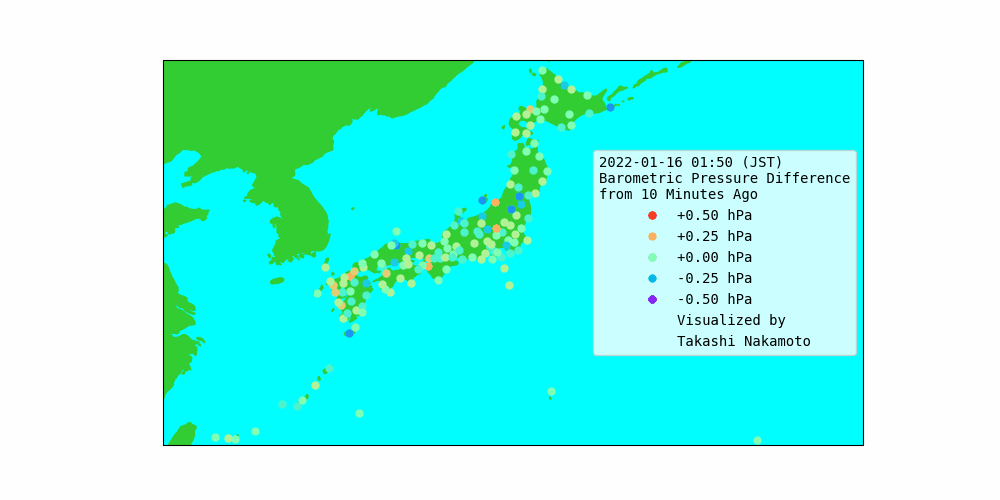 2022-01-16 01:50 (JST)
Barometric Pressure Difference
from 10 Minutes Ago
+0.50 hPa
+0.25 hPa
+0.00 hPa
-0.25 hPa
-0.50 hPa
Visualized by
Takashi Nakamoto